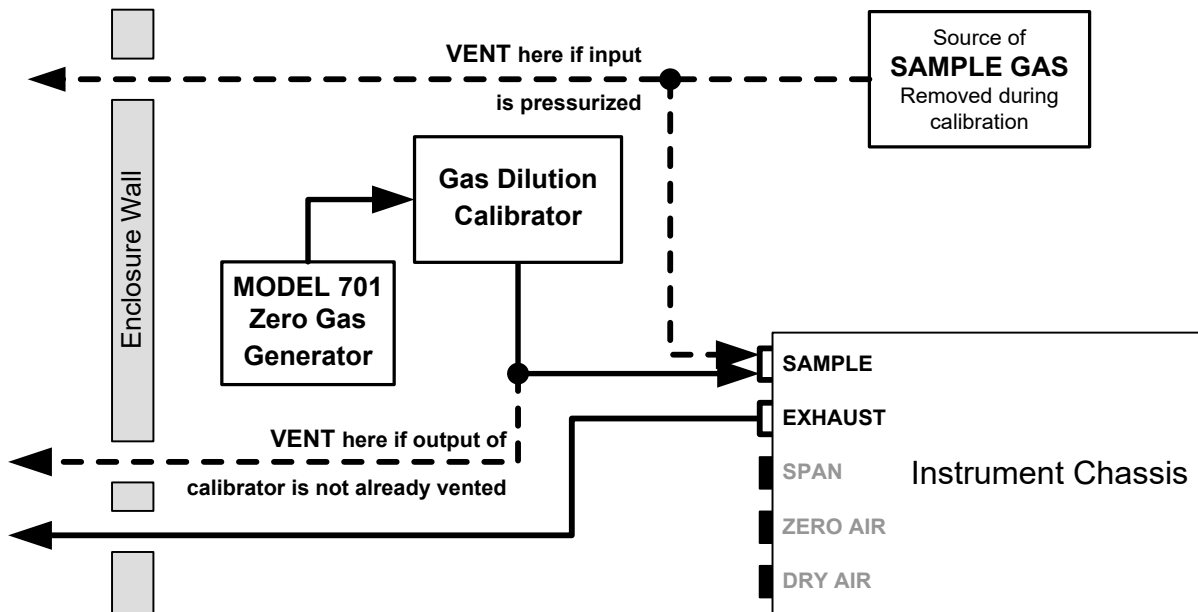 VENT here if input
is pressurized
Source of
SAMPLE GAS
Removed during
calibration
Enclosure Wall
Gas Dilution
Calibrator
MODEL 701
Zero Gas
Generator
VENT here if output of
calibrator is not already vented
SAMPLE
EXHAUST
SPAN
ZERO AIR
DRY AIR
Instrument Chassis